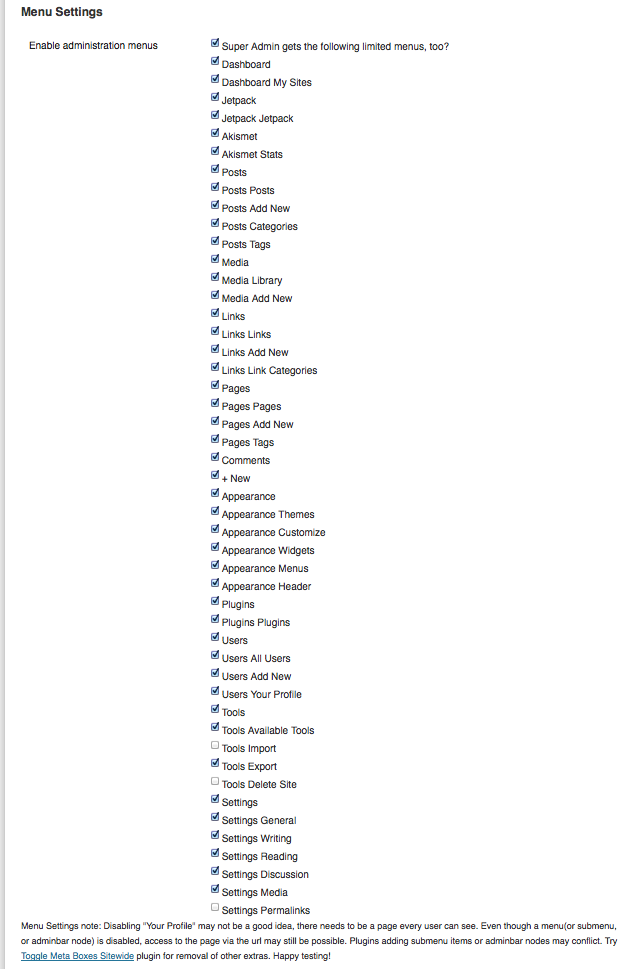 Menu Settings
Enable administration menus
Super Admin gets the following limited menus, too?
Dashboard
Dashboard My Sites
Jetpack
Jetpack Jetpack
Akismet
Akismet Stats
Posts
Posts Posts
Posts Add New
Posts Categories
Posts Tags
Media
Media Library
Media Add New
Links
Links Links
Links Add New
Links Link Categories
Pages
Pages Pages
Pages Add New
Pages Tags
Comments
+ New
Appearance
Appearance Themes
Appearance Customize
Appearance Widgets
Appearance Menus
Appearance Header
Plugins
Plugins Plugins
Users
Users All Users
Users Add New
Users Your Profile
Tools
Tools Available Tools
Tools Import
Tools Export
Tools Delete Site
Settings
Settings General
Settings Writing
Settings Reading
Settings Discussion
Settings Media
Settings Permalinks
Menu Settings note: Disabling "Your Profile" may not be a good idea, there needs to be a page every user can see. Even though a menu(or submenu,
or adminbar node) is disabled, access to the page via the url may still be possible. Plugins adding submenu items or adminbar nodes may conflict. Try
Toggle Meta Boxes Sitewide plugin for removal of other extras. Happy testing!